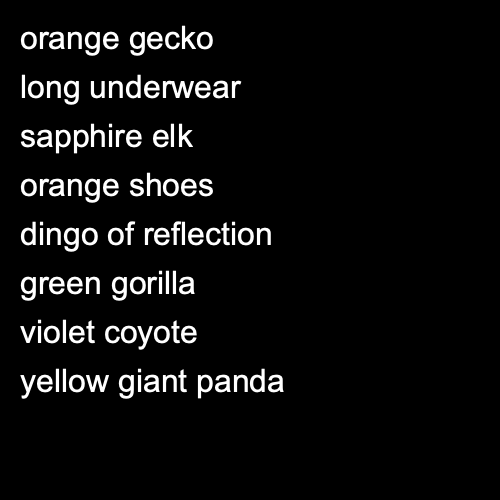 orange gecko
long underwear
sapphire elk
orange shoes
dingo of reflection
green gorilla
violet coyote
yellow giant panda